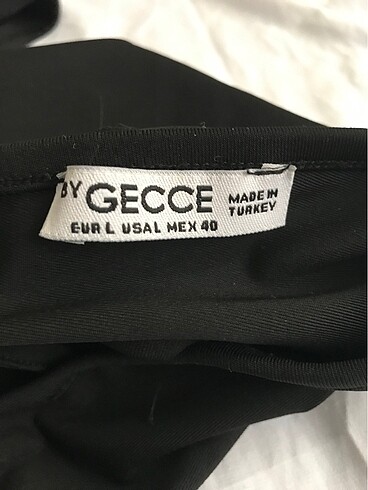 BY GECCE MADE IN TURKEY
EUR L USA L MEX 40